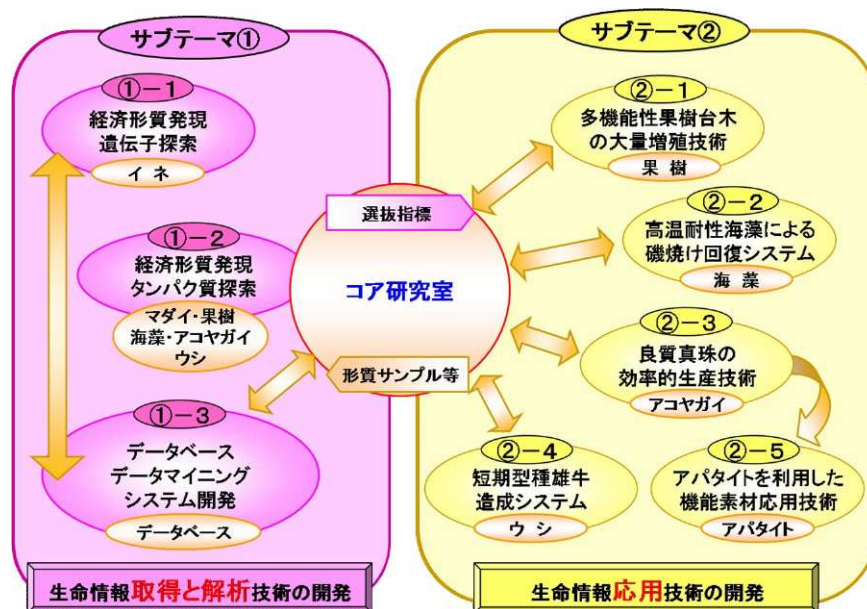 サブテーマ①
①-1
経済形質発現
遺伝子探索
イネ
①-2
経済形質発現
タンパク質探索
マダイ・果樹
海藻・アコヤガイ
ウシ
①-3
データベース
データマイニング
システム開発
データベース
生命情報取得と解析技術の開発
選抜指標
コア研究室
形質サンプル等
サブテーマ②
②-1
多機能性果樹台木
の大量増殖技術
果樹
②-2
高温耐性海藻による
磯焼け回復システム
海藻
②-3
良質真珠の
効率的生産技術
アコヤガイ
②-4
短期型種雄牛
造成システム
ウシ
②-5
アパタイトを利用した
機能素材応用技術
アパタイト
生命情報応用技術の開発